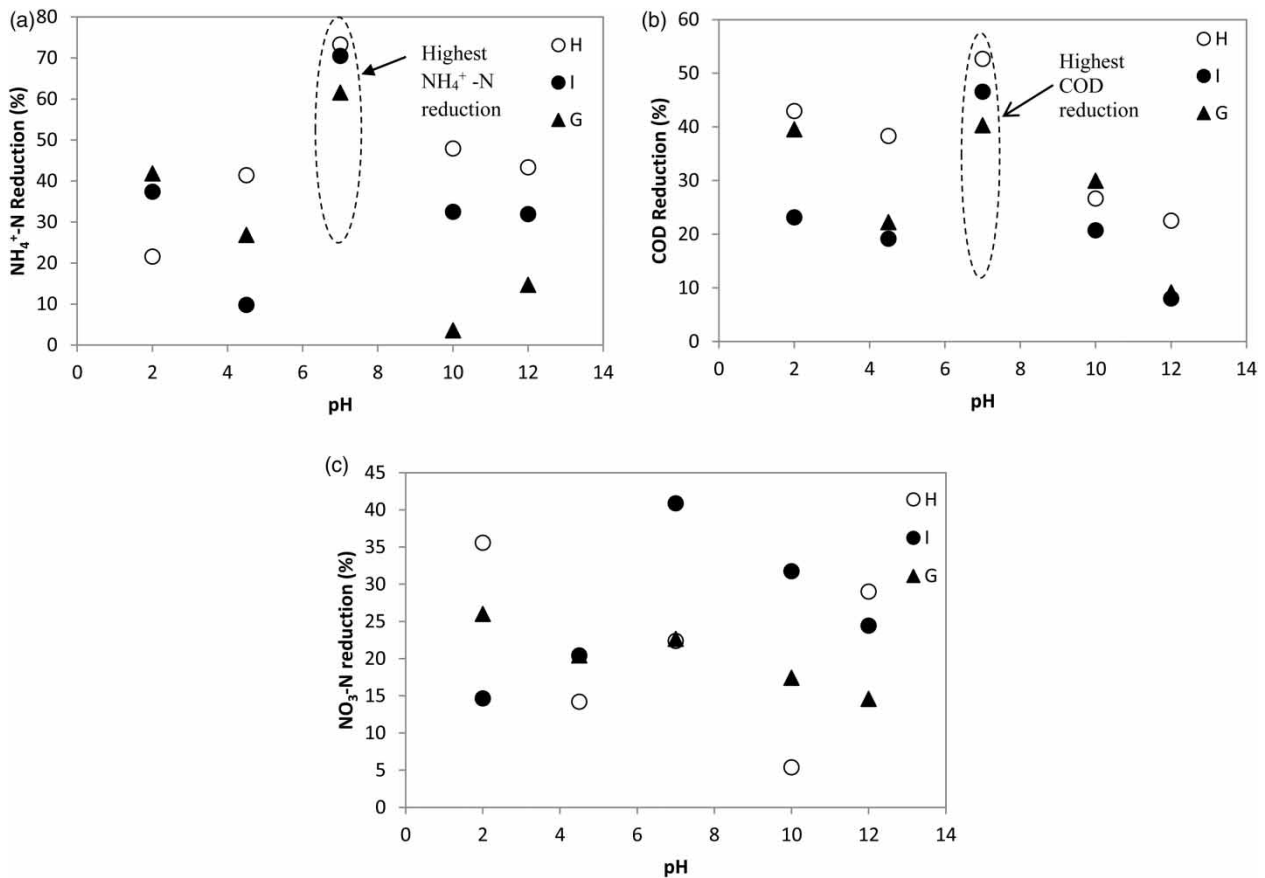 (a)
80
70
60
50
40
30
20
10
0
NH₄⁺-N Reduction (%)
0 2 4 6 8 10 12 14
pH
Highest
NH₄⁺ -N
reduction
H
I
G
(b)
60
50
40
30
20
10
0
COD Reduction (%)
0 2 4 6 8 10 12 14
pH
Highest
COD
reduction
H
I
G
(c)
45
40
35
30
25
20
15
10
5
0
NO₃-N reduction (%)
0 2 4 6 8 10 12 14
pH
H
I
G